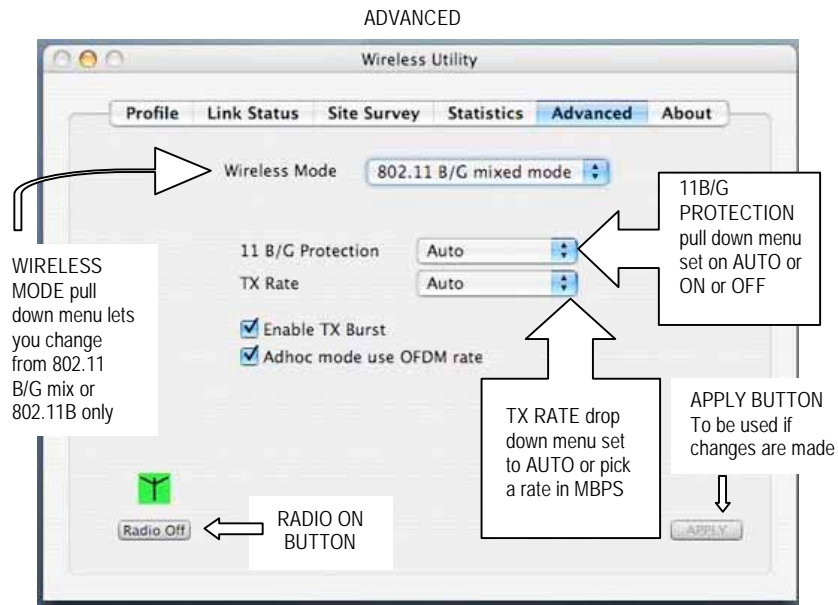 ADVANCED
Wireless Utility
Profile Link Status Site Survey Statistics Advanced About
Wireless Mode 802.11 B/G mixed mode
11 B/G Protection Auto
TX Rate Auto
Enable TX Burst
Adhoc mode use OFDM rate
WIRELESS
MODE pull
down menu lets
you change
from 802.11
B/G mix or
802.11B only
11B/G
PROTECTION
pull down menu
set on AUTO or
ON or OFF
TX RATE drop
down menu set
to AUTO or pick
a rate in MBPS
APPLY BUTTON
To be used if
changes are made
Radio Off
RADIO ON
BUTTON
APPLY